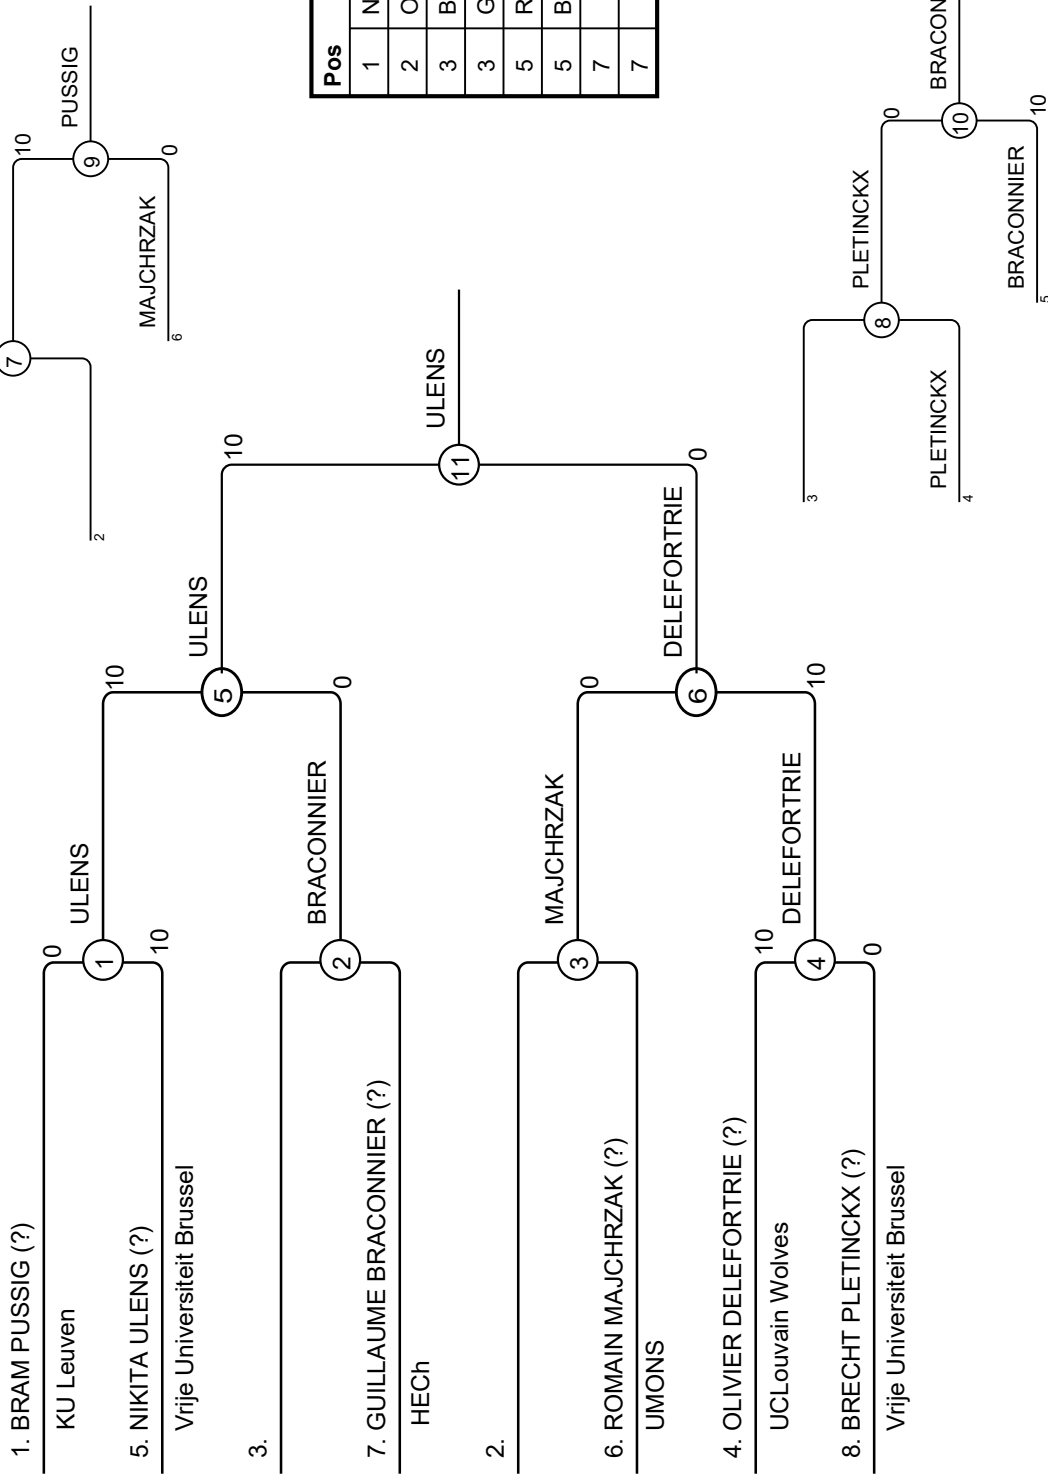 1. BRAM PUSSIG (?)
KU Leuven
0
1
ULENS
10
5. NIKITA ULENS (?)
Vrije Universiteit Brussel
10
5
ULENS
3.
2
BRACONNIER
0
7. GUILLAUME BRACONNIER (?)
HECh
10
11
ULENS
2.
3
MAJCHRZAK
0
6. ROMAIN MAJCHRZAK (?)
UMONS
6
DELEFORTRIE
0
4. OLIVIER DELEFORTRIE (?)
UCLouvain Wolves
10
4
DELEFORTRIE
10
8. BRECHT PLETINCKX (?)
Vrije Universiteit Brussel
0
7
2
10
9
PUSSIG
MAJCHRZAK
6
0
Pos
1 N
2 O
3 B
3 G
5 R
5 B
7
7
3
8
PLETINCKX
0
PLETINCKX
4
10
BRACON
BRACONNIER
5
10